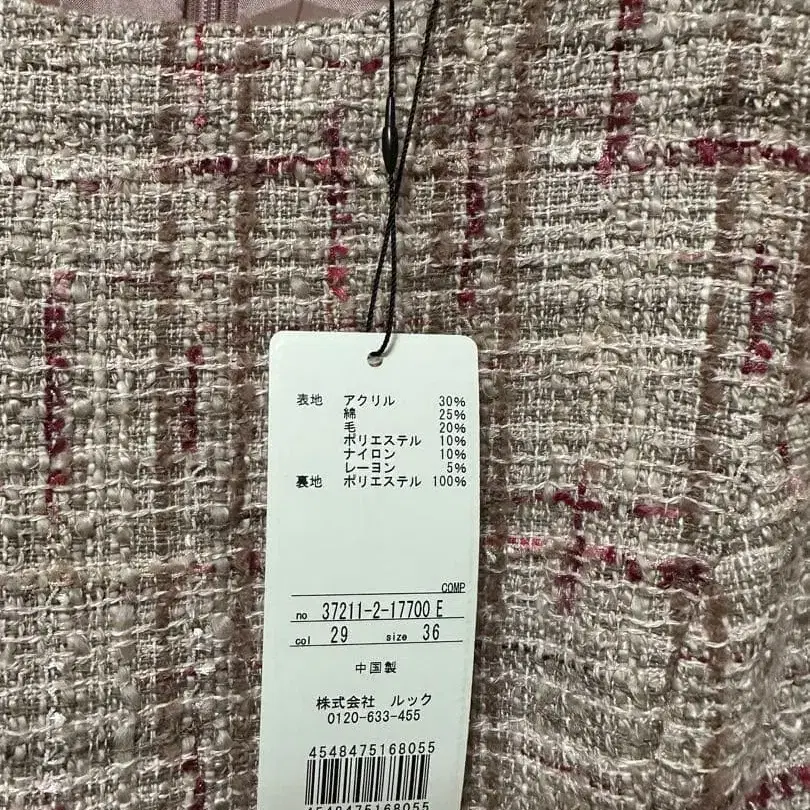 表地 アクリル 30%
綿 25%
毛 20%
ポリエステル 10%
ナイロン 10%
レーヨン 5%
裏地 ポリエステル 100%
COMP
no 37211-2-17700 E
col 29 size 36
中国製
株式会社 ルック
0120-633-455
4548475168055
4548475168055